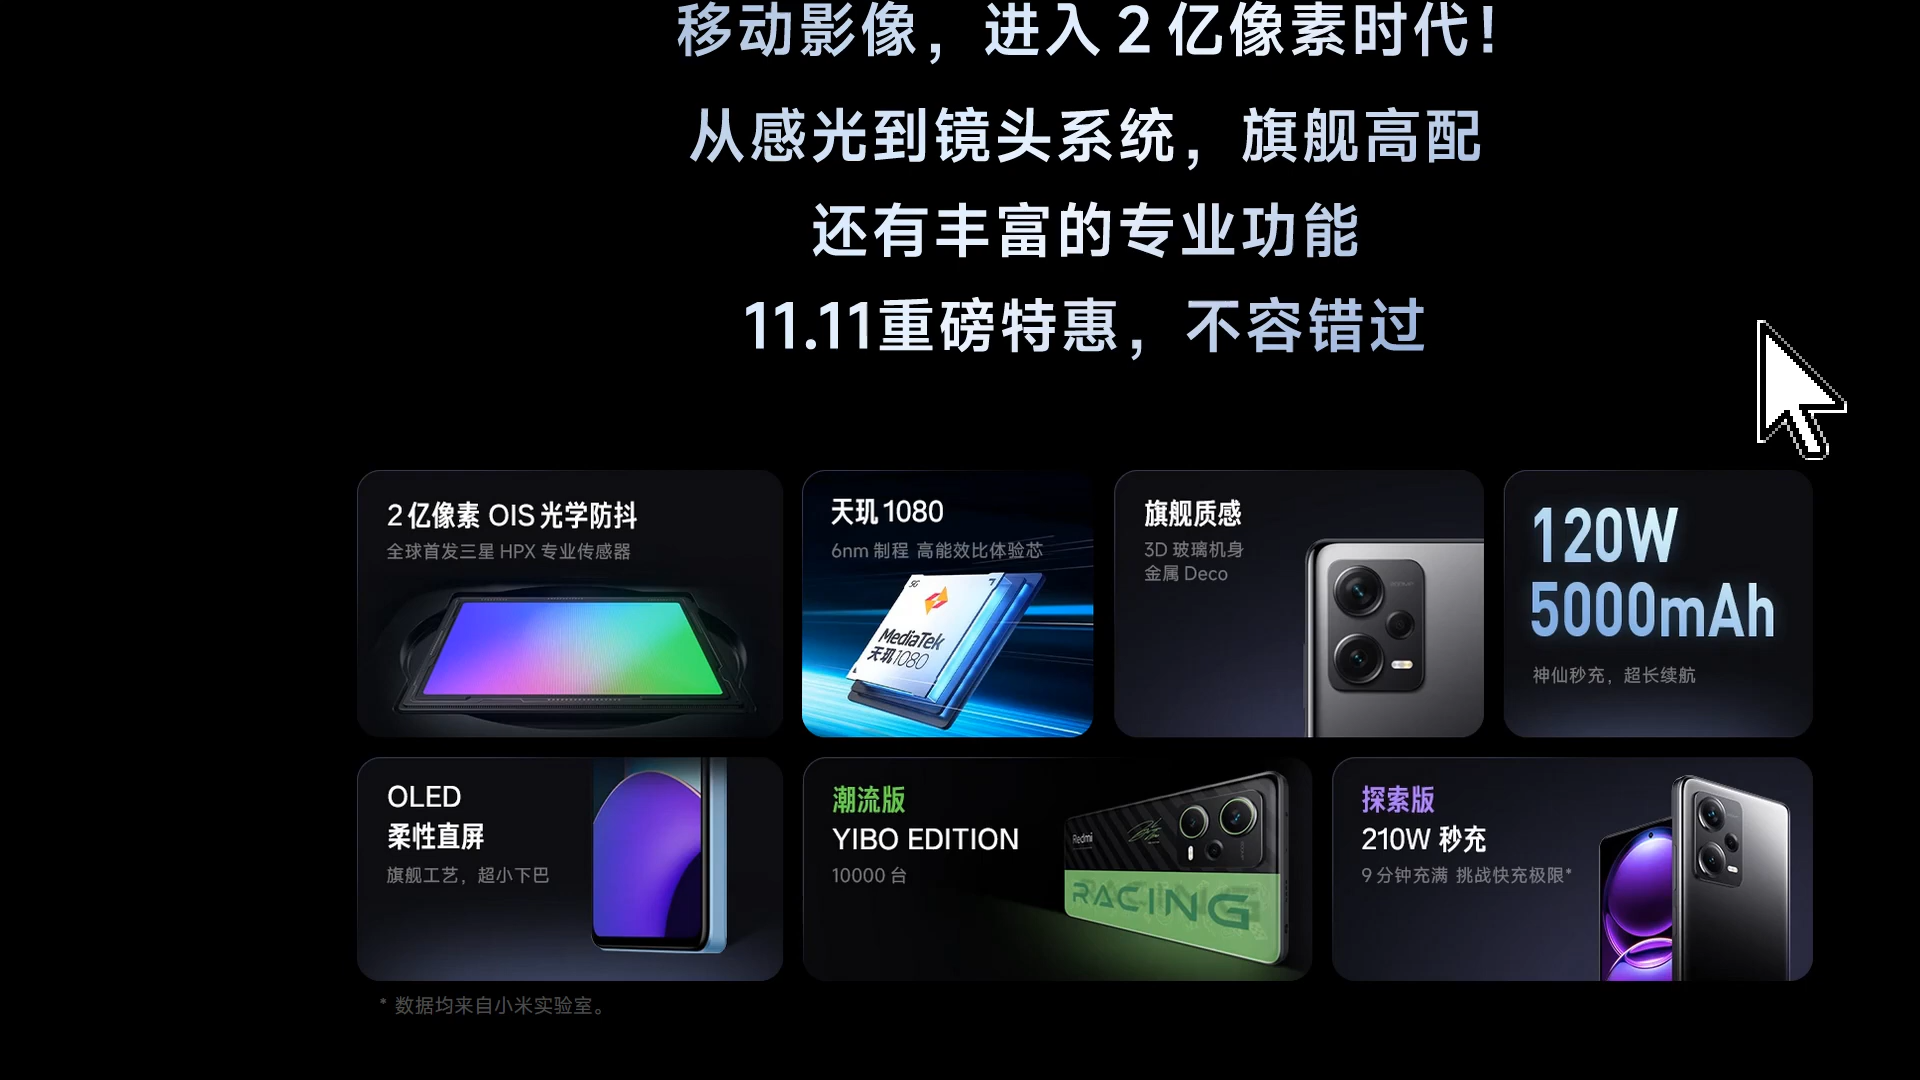 移动影像，进入 2 亿像素时代！
从感光到镜头系统，旗舰高配
还有丰富的专业功能
11.11重磅特惠，不容错过
2 亿像素 OIS 光学防抖
全球首发三星 HPX 专业传感器
天玑 1080
6nm 制程 高能效比体验芯
5G
MediaTek
天玑1080
旗舰质感
3D 玻璃机身
金属 Deco
120W
5000mAh
神仙秒充，超长续航
OLED
柔性直屏
旗舰工艺，超小下巴
潮流版
YIBO EDITION
10000 台
Redmi
RACING
探索版
210W 秒充
9 分钟充满 挑战快充极限*
* 数据均来自小米实验室。